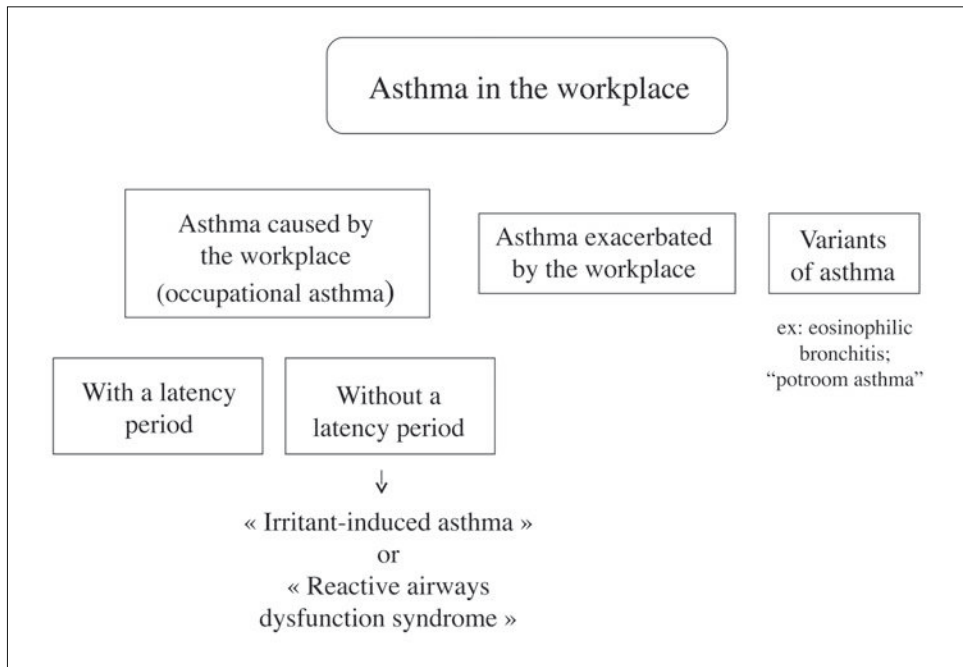 Asthma in the workplace
Asthma caused by
the workplace
(occupational asthma)
Asthma exacerbated
by the workplace
Variants
of asthma
ex: eosinophilic
bronchitis;
“potroom asthma”
With a latency
period
Without a
latency period
« Irritant-induced asthma »
or
« Reactive airways
dysfunction syndrome »